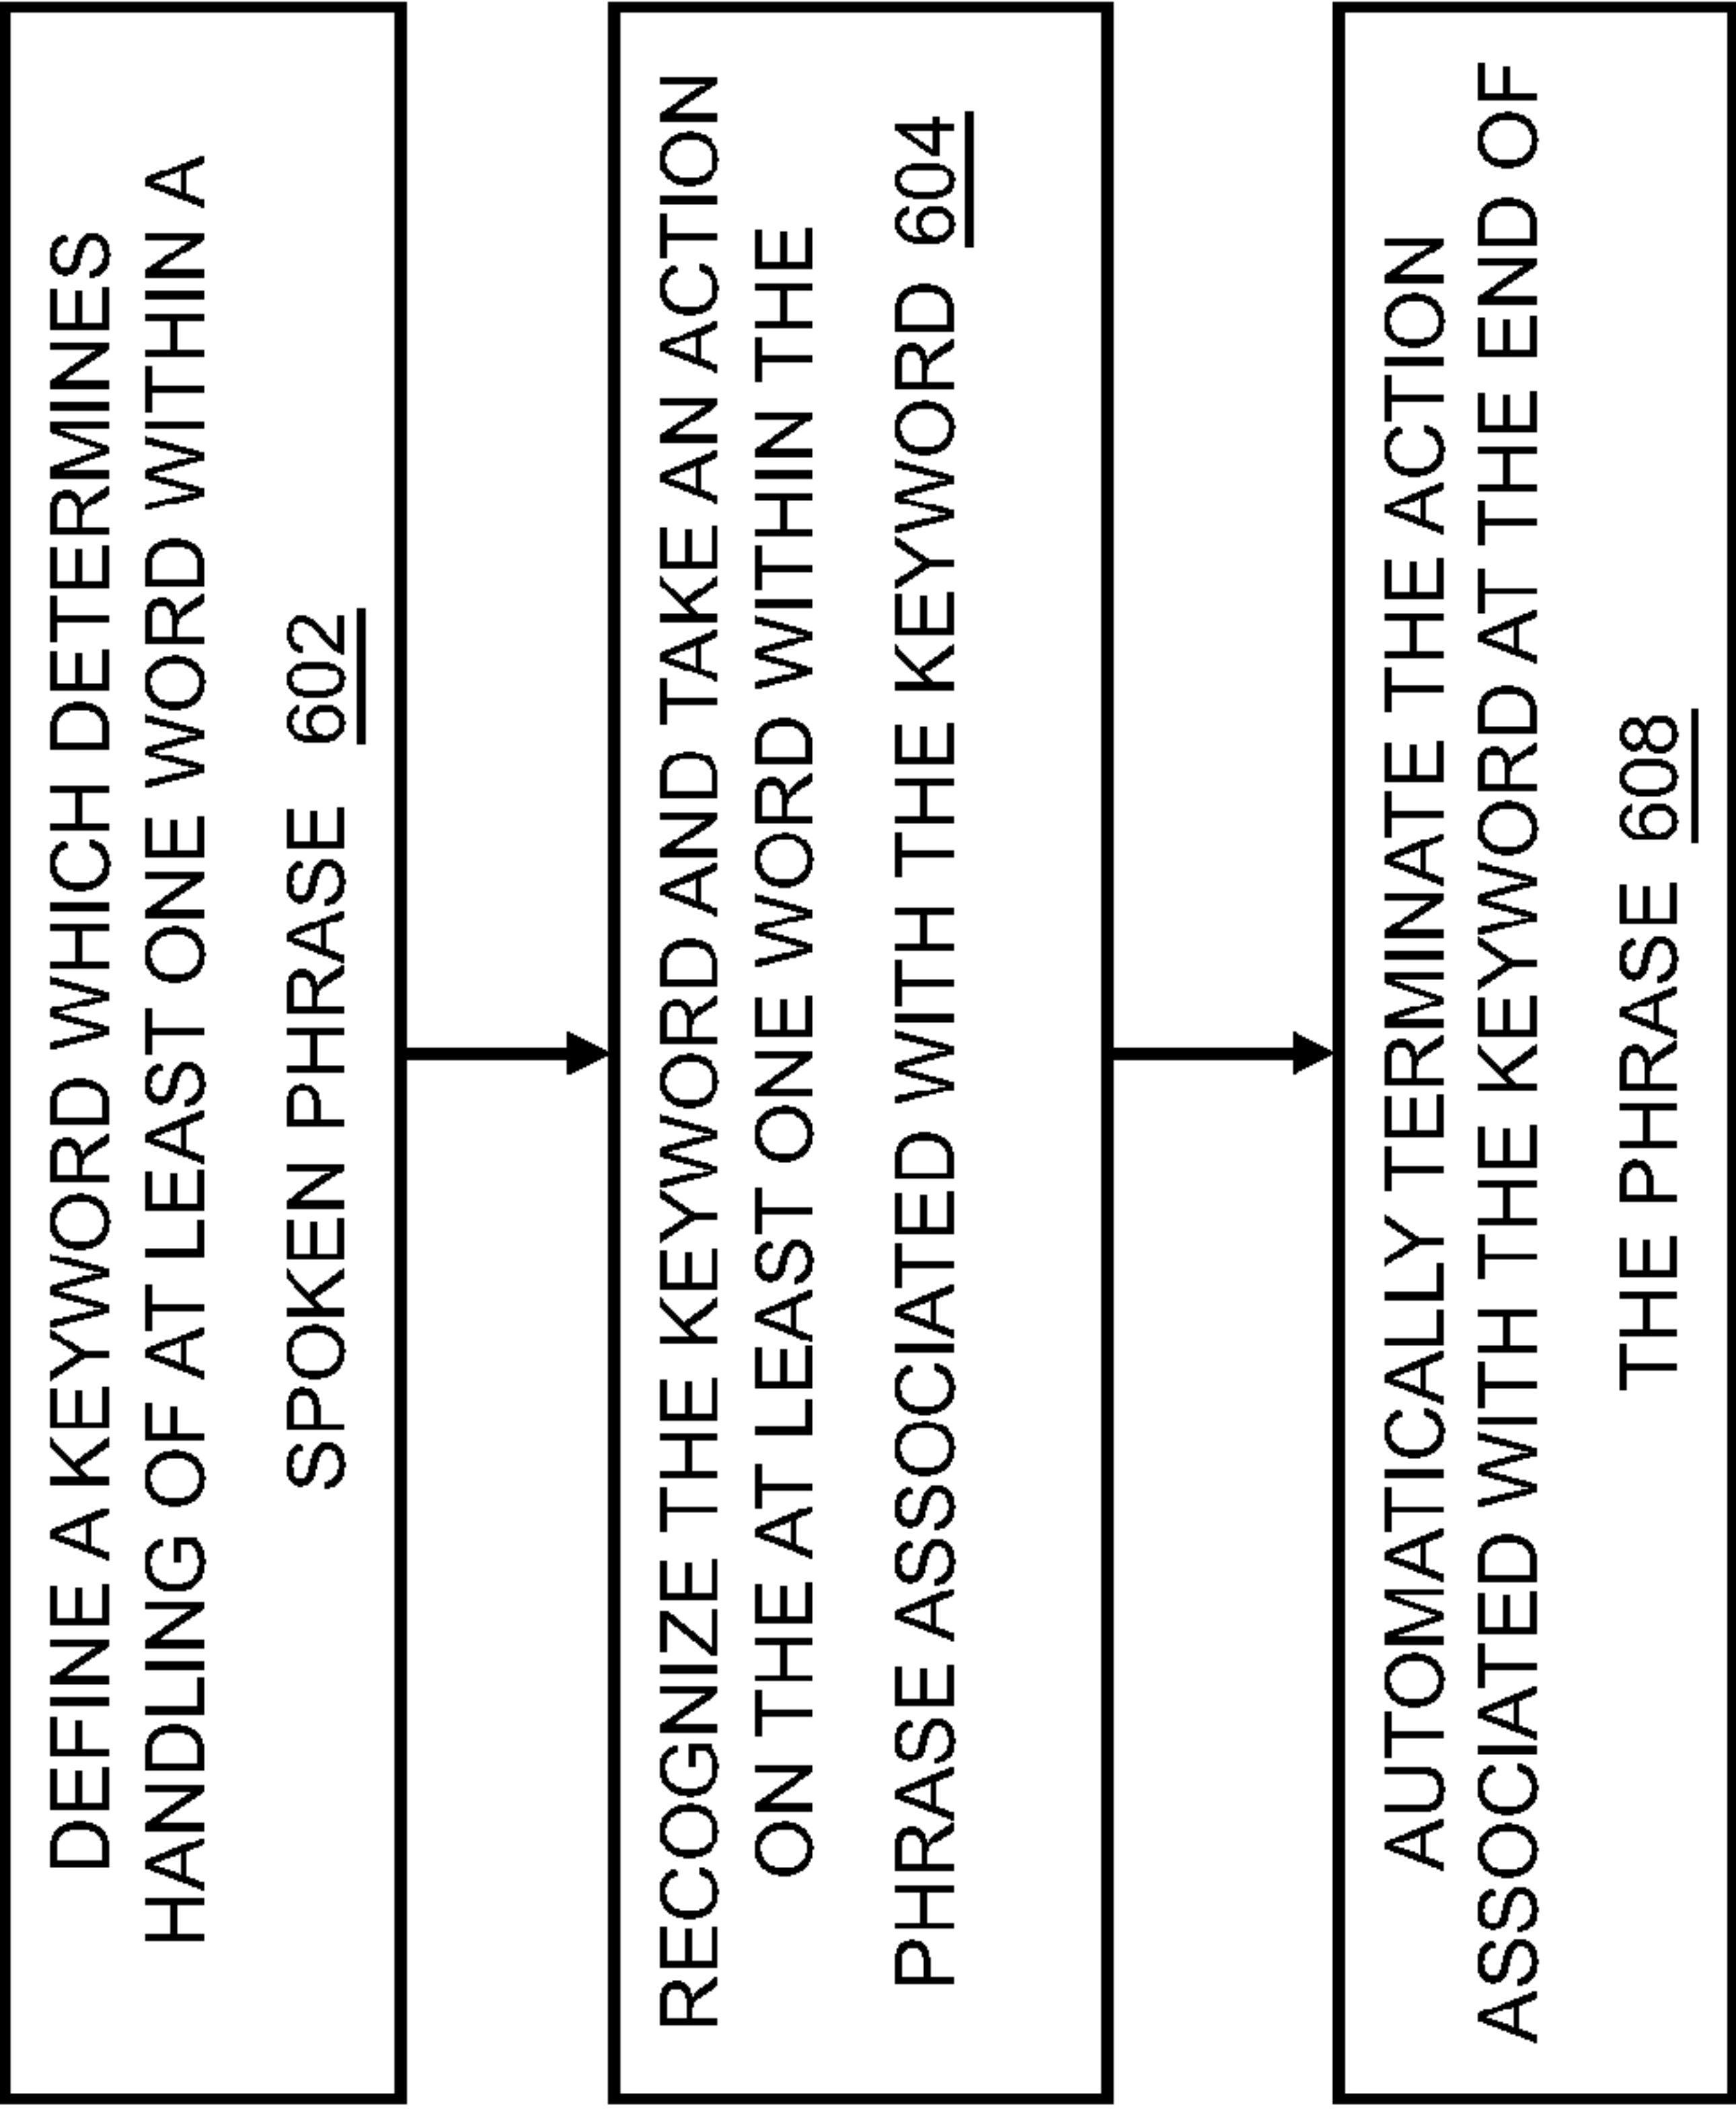 DEFINE A KEYWORD WHICH DETERMINES
HANDLING OF AT LEAST ONE WORD WITHIN A
SPOKEN PHRASE 602
RECOGNIZE THE KEYWORD AND TAKE AN ACTION
ON THE AT LEAST ONE WORD WITHIN THE
PHRASE ASSOCIATED WITH THE KEYWORD 604
AUTOMATICALLY TERMINATE THE ACTION
ASSOCIATED WITH THE KEYWORD AT THE END OF
THE PHRASE 608